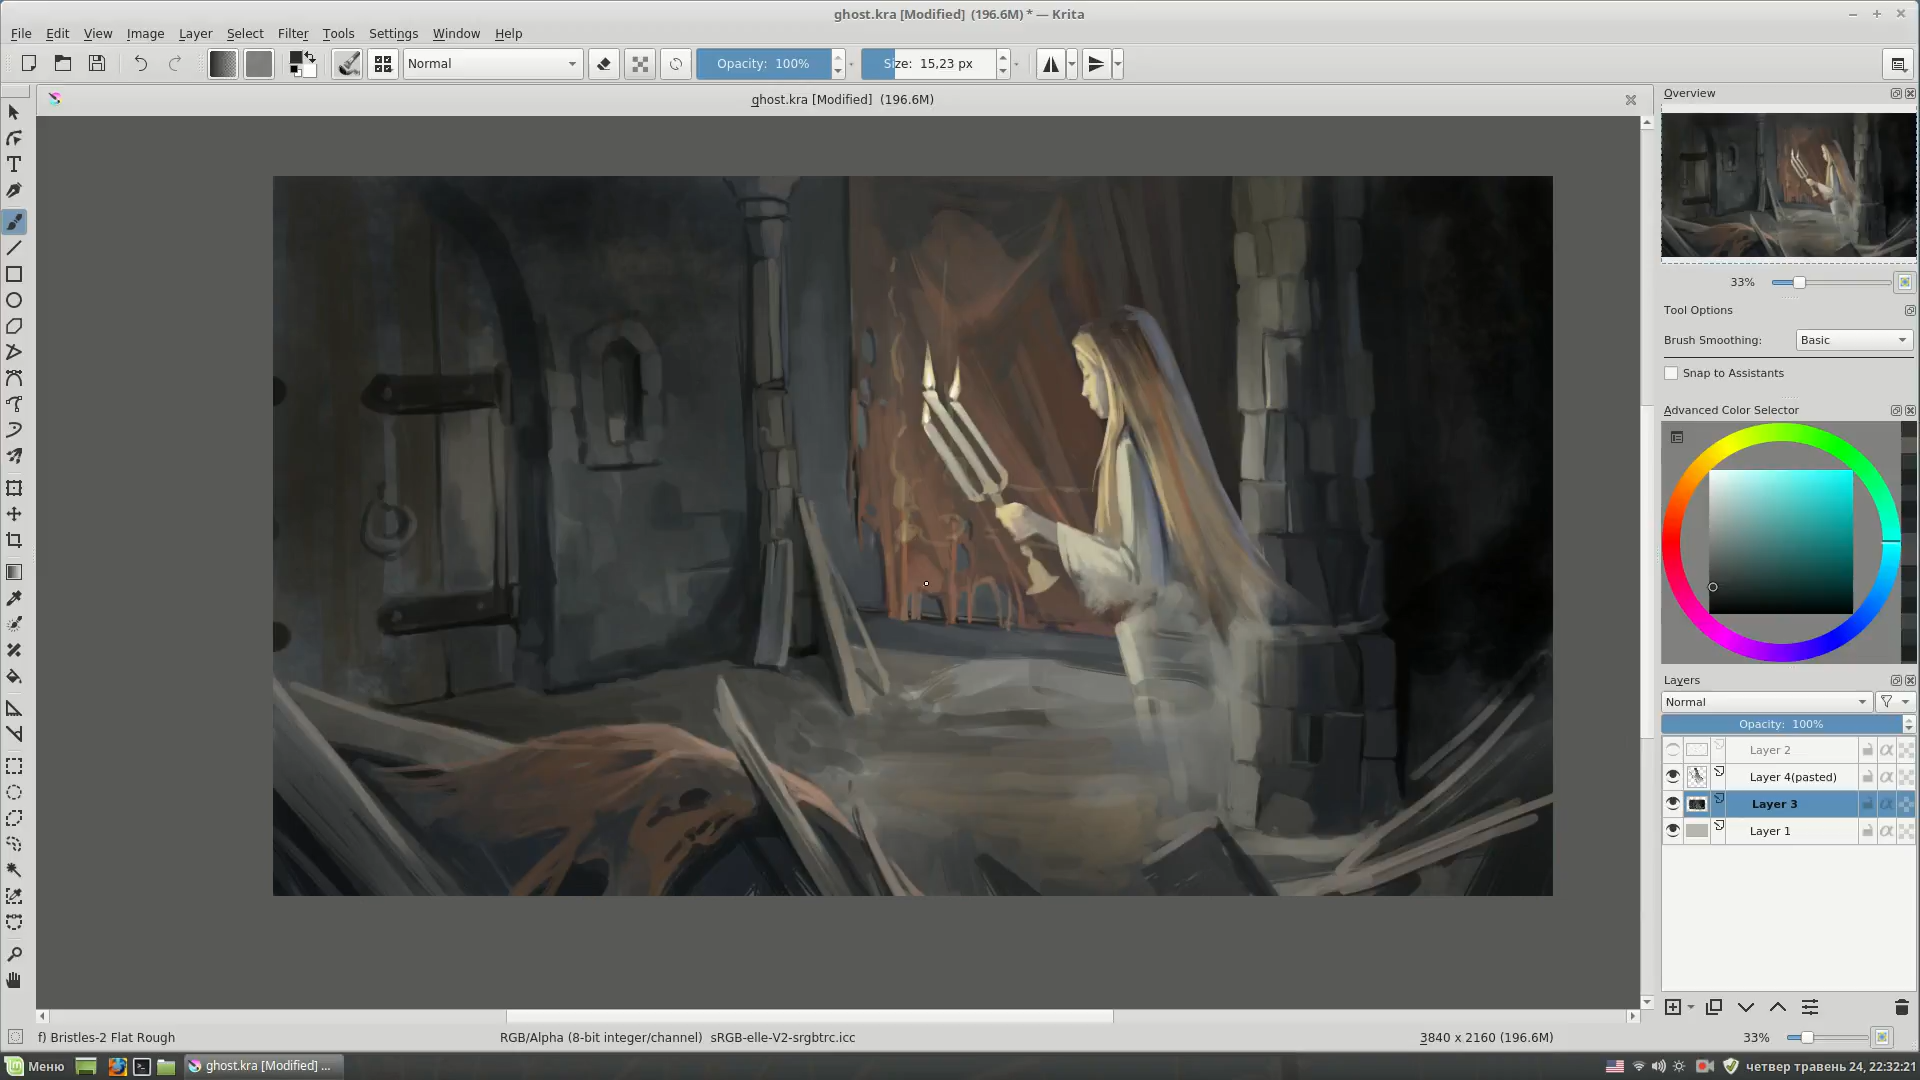 ghost.kra [Modified] (196.6M) * — Krita
File Edit View Image Layer Select Filter Tools Settings Window Help
Normal Opacity: 100% Size: 15,23 px
ghost.kra [Modified] (196.6M)
Overview
33%
Tool Options
Brush Smoothing: Basic
Snap to Assistants
Advanced Color Selector
Layers
Normal
Opacity: 100%
Layer 2
Layer 4(pasted)
Layer 3
Layer 1
f) Bristles-2 Flat Rough RGB/Alpha (8-bit integer/channel) sRGB-elle-V2-srgbtrc.icc 3840 x 2160 (196.6M) 33%
Меню ghost.kra [Modified] ... четвер травень 24, 22:32:21